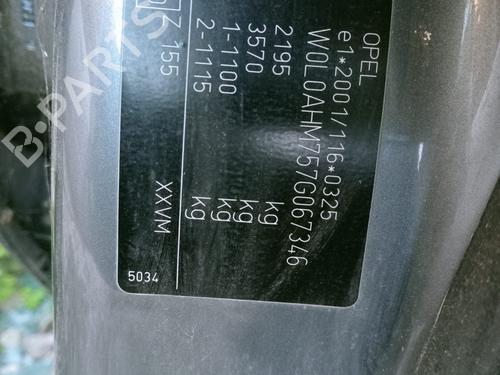 OPEL
e1*2001/116*0325
W0L0AHM757G067346
2195 kg
3570 kg
1-1100 kg
2-1115 kg
Z 155 XXVM
5034
B-PARTS